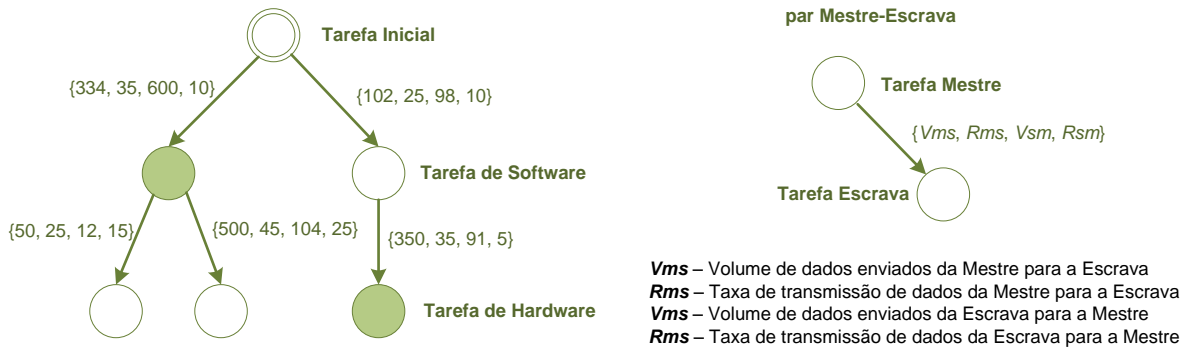 Tarefa Inicial
{334, 35, 600, 10}
{102, 25, 98, 10}
Tarefa de Software
{50, 25, 12, 15}
{500, 45, 104, 25}
{350, 35, 91, 5}
Tarefa de Hardware
par Mestre-Escrava
Tarefa Mestre
{Vms, Rms, Vsm, Rsm}
Tarefa Escrava
Vms – Volume de dados enviados da Mestre para a Escrava
Rms – Taxa de transmissão de dados da Mestre para a Escrava
Vms – Volume de dados enviados da Escrava para a Mestre
Rms – Taxa de transmissão de dados da Escrava para a Mestre